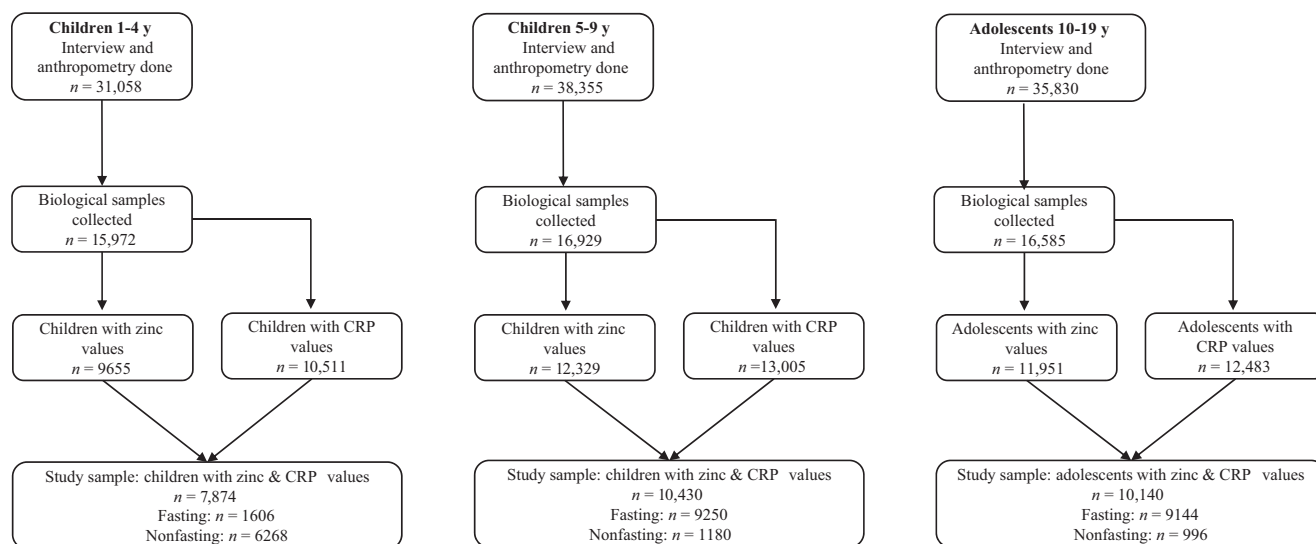 Children 1-4 y
Interview and
anthropometry done
n = 31,058
Biological samples
collected
n = 15,972
Children with zinc
values
n = 9655
Children with CRP
values
n = 10,511
Study sample: children with zinc & CRP values
n = 7,874
Fasting: n = 1606
Nonfasting: n = 6268
Children 5-9 y
Interview and
anthropometry done
n = 38,355
Biological samples
collected
n = 16,929
Children with zinc
values
n = 12,329
Children with CRP
values
n =13,005
Study sample: children with zinc & CRP values
n = 10,430
Fasting: n = 9250
Nonfasting: n = 1180
Adolescents 10-19 y
Interview and
anthropometry done
n = 35,830
Biological samples
collected
n = 16,585
Adolescents with zinc
values
n = 11,951
Adolescents with
CRP values
n = 12,483
Study sample: adolescents with zinc & CRP values
n = 10,140
Fasting: n = 9144
Nonfasting: n = 996